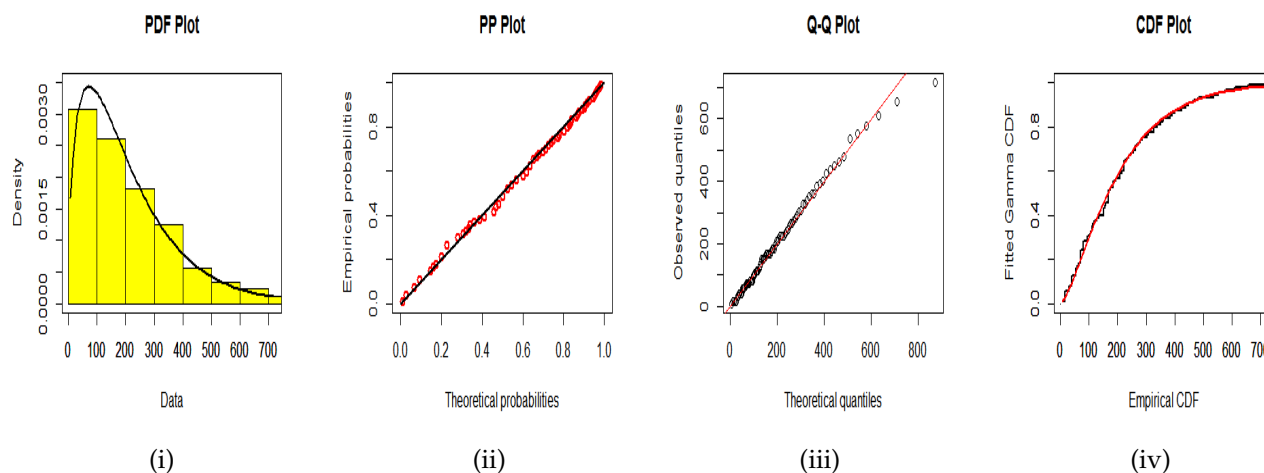 PDF Plot
Density
0.0000 0.0015 0.0030
0 100 200 300 400 500 600 700
Data
(i)
PP Plot
Empirical probabilities
0.0 0.4 0.8
0.0 0.2 0.4 0.6 0.8 1.0
Theoretical probabilities
(ii)
Q-Q Plot
Observed quantiles
0 200 400 600
0 200 400 600 800
Theoretical quantiles
(iii)
CDF Plot
Fitted Gamma CDF
0.0 0.4 0.8
0 100 200 300 400 500 600 700
Empirical CDF
(iv)